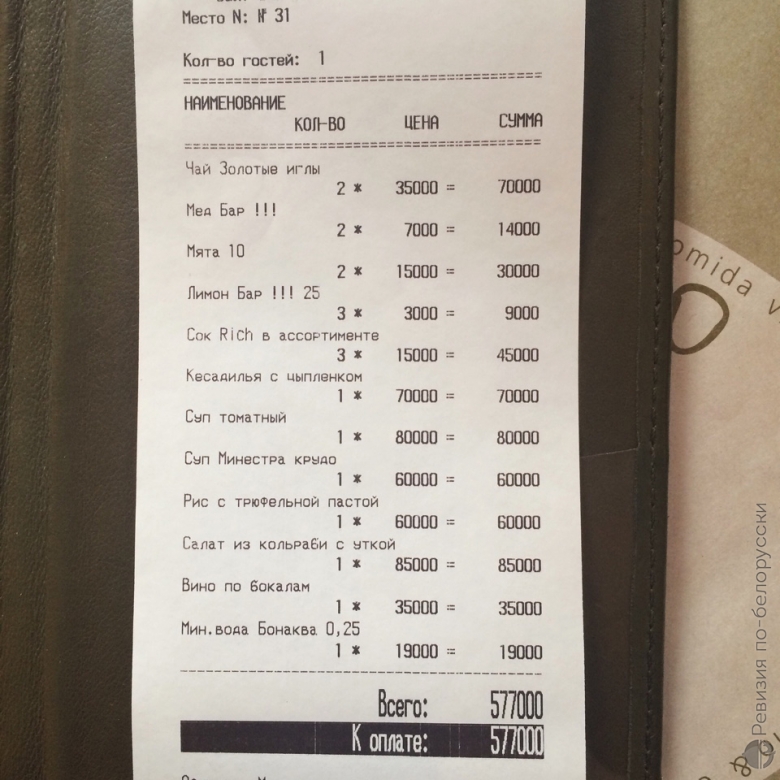 Место N: № 31
Кол-во гостей: 1
НАИМЕНОВАНИЕ
КОЛ-ВО ЦЕНА СУММА
Чай Золотые иглы
2 * 35000 = 70000
Мед Бар !!!
2 * 7000 = 14000
Мята 10
2 * 15000 = 30000
Лимон Бар !!! 25
3 * 3000 = 9000
Сок Rich в ассортименте
3 * 15000 = 45000
Кесадилья с цыпленком
1 * 70000 = 70000
Суп томатный
1 * 80000 = 80000
Суп Минестра крудо
1 * 60000 = 60000
Рис с трюфельной пастой
1 * 60000 = 60000
Салат из кольраби с уткой
1 * 85000 = 85000
Вино по бокалам
1 * 35000 = 35000
Мин.вода Бонаква 0,25
1 * 19000 = 19000
Всего: 577000
К оплате: 577000
omida v
Ревизия по-белорусски